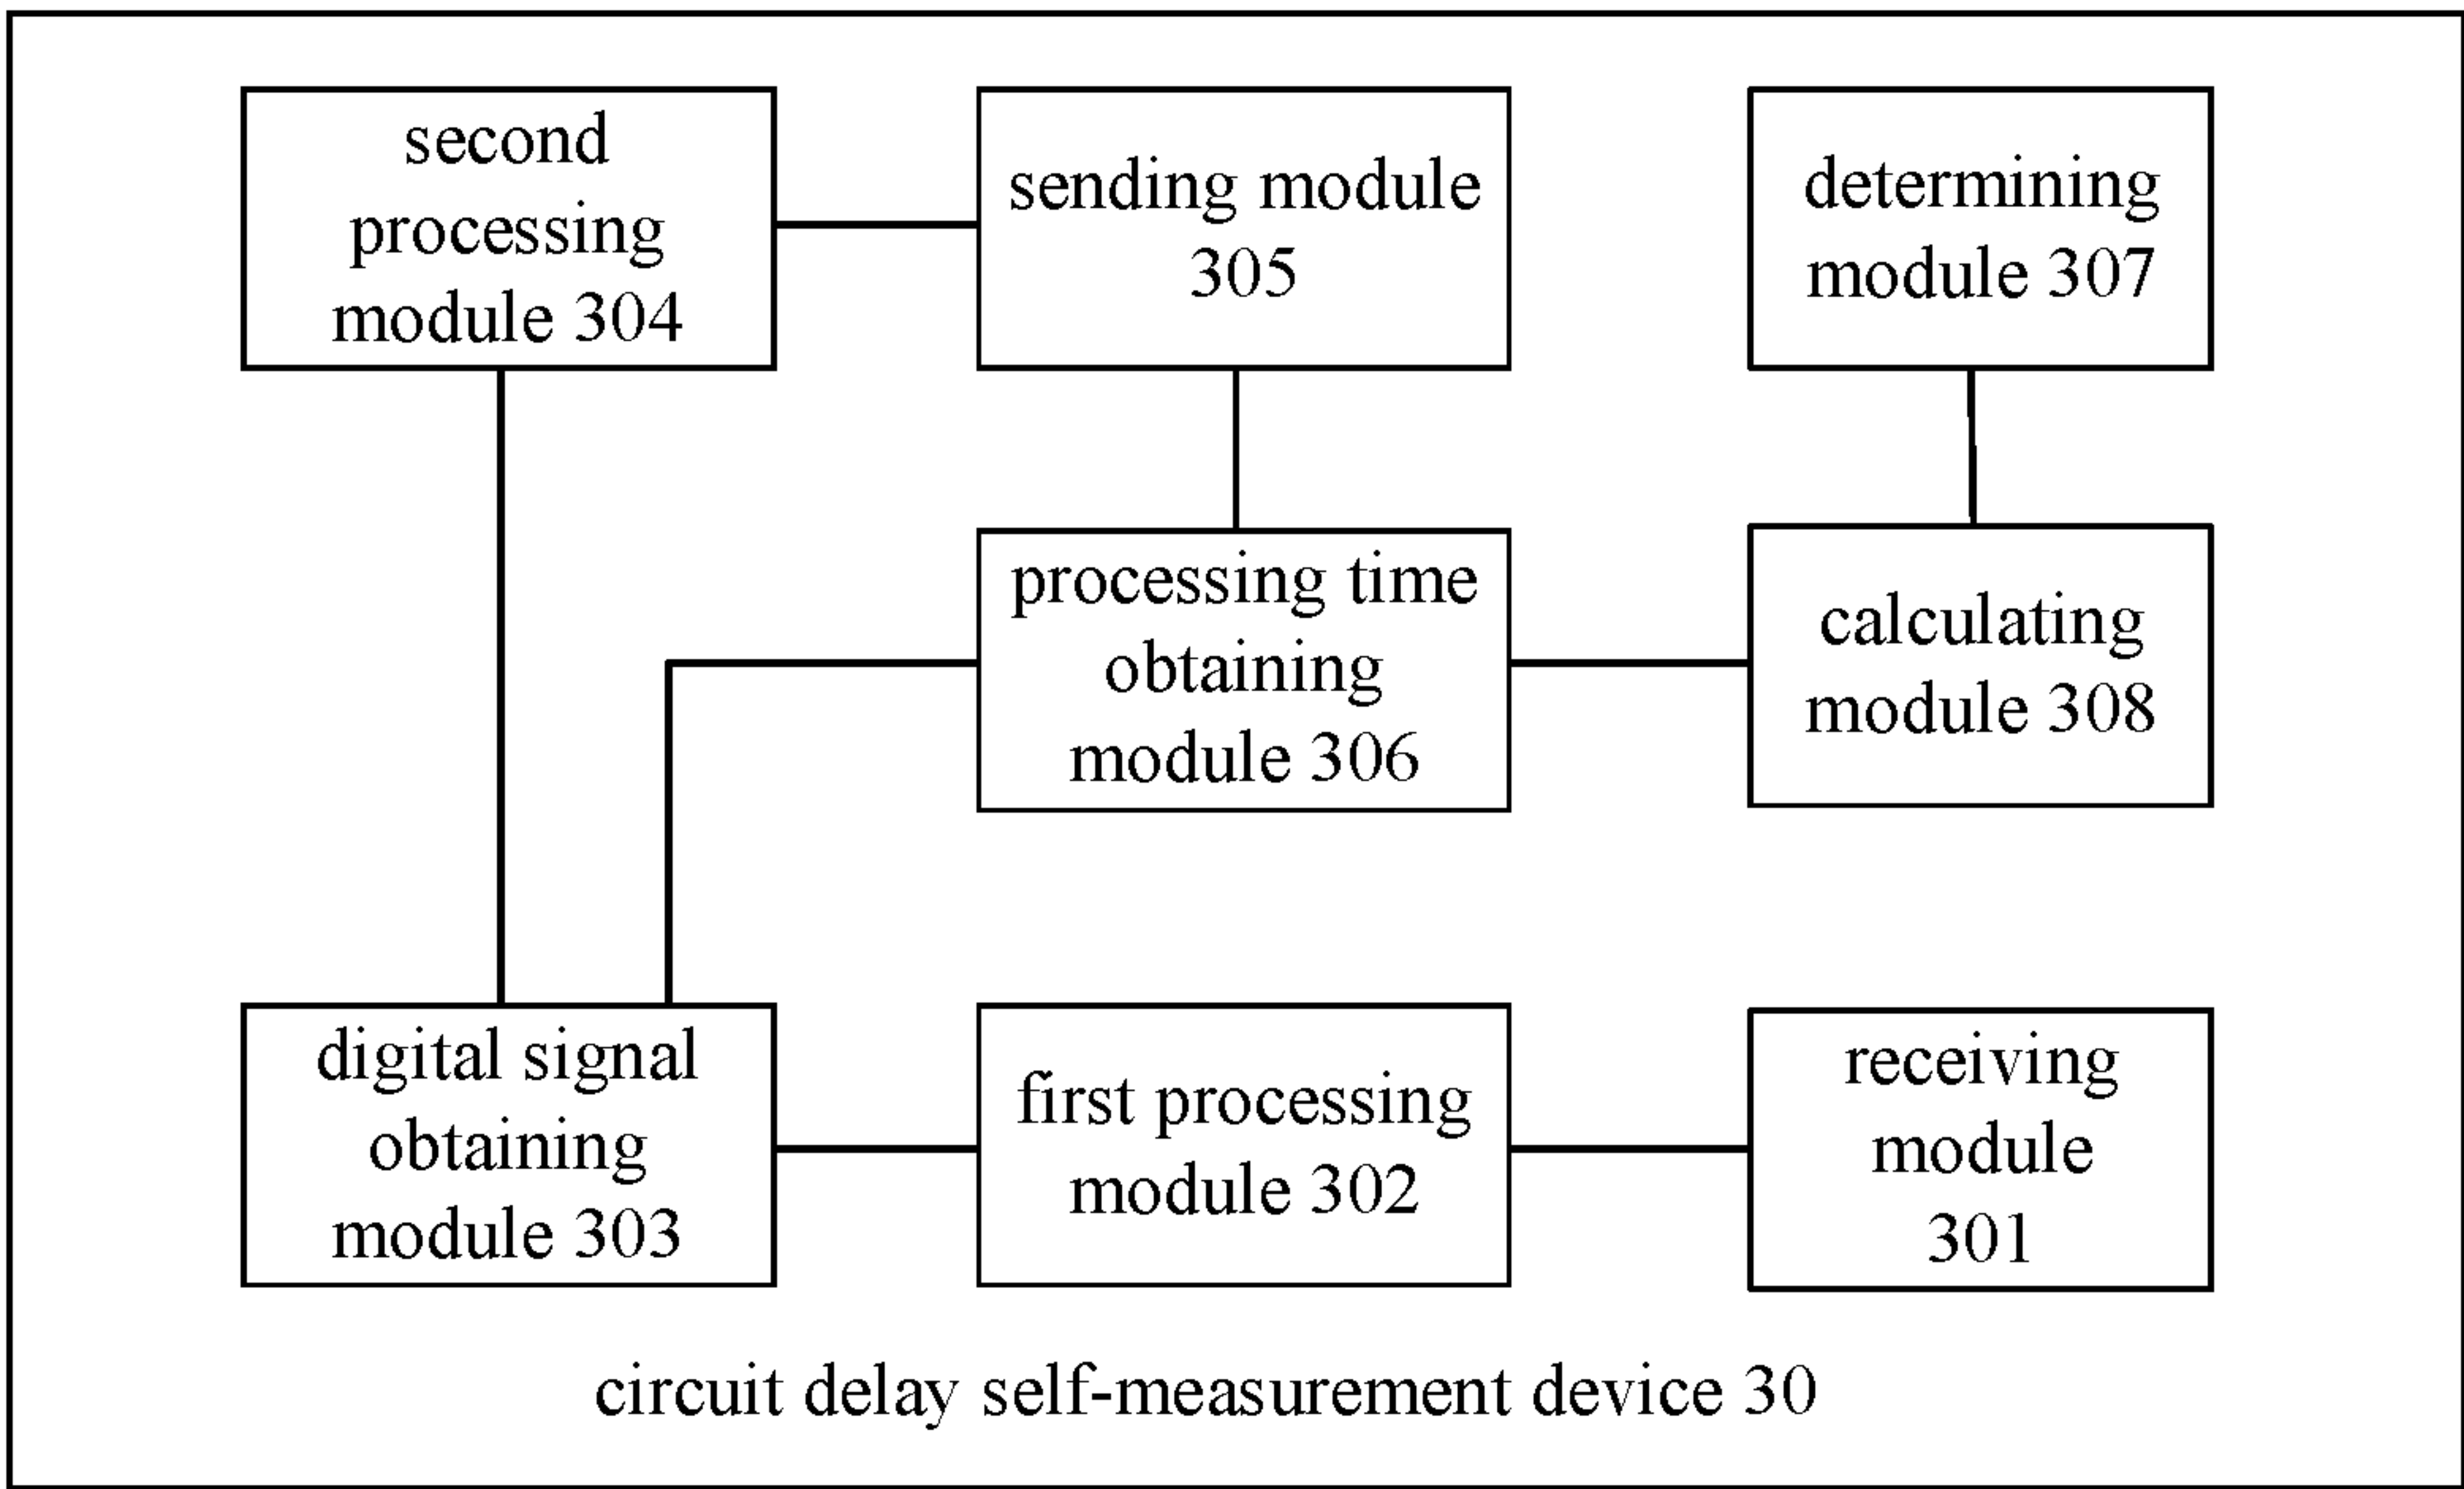 second
processing
module 304
sending module
305
determining
module 307
processing time
obtaining
module 306
calculating
module 308
digital signal
obtaining
module 303
first processing
module 302
receiving
module
301
circuit delay self-measurement device 30